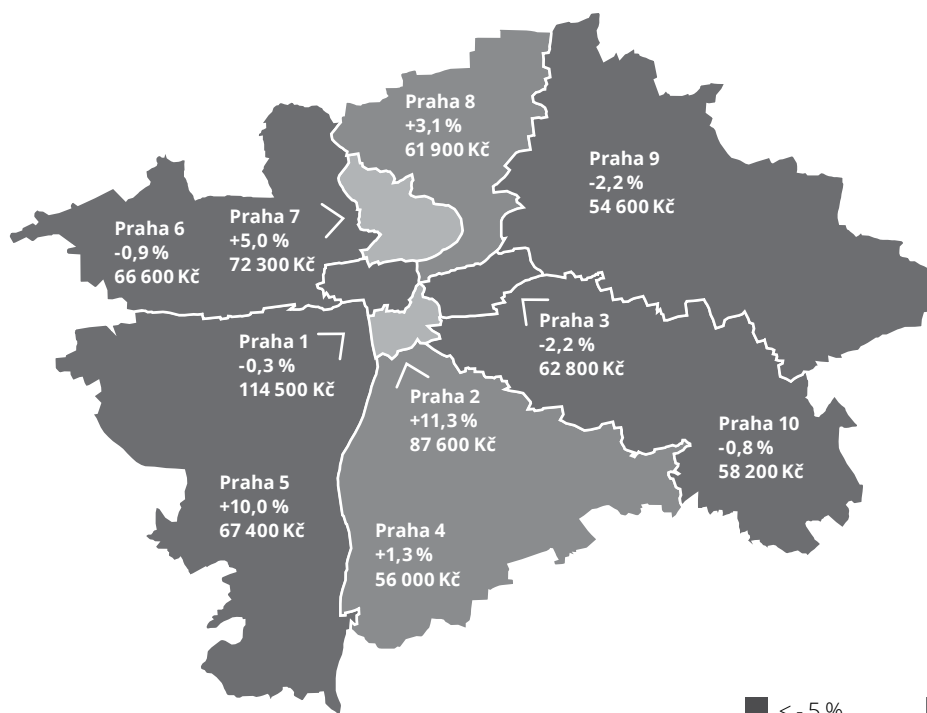 Praha 8
+3,1 %
61 900 Kč
Praha 9
-2,2 %
54 600 Kč
Praha 7
+5,0 %
72 300 Kč
Praha 6
-0,9 %
66 600 Kč
Praha 3
-2,2 %
62 800 Kč
Praha 1
-0,3 %
114 500 Kč
Praha 2
+11,3 %
87 600 Kč
Praha 10
-0,8 %
58 200 Kč
Praha 5
+10,0 %
67 400 Kč
Praha 4
+1,3 %
56 000 Kč
< - 5 %